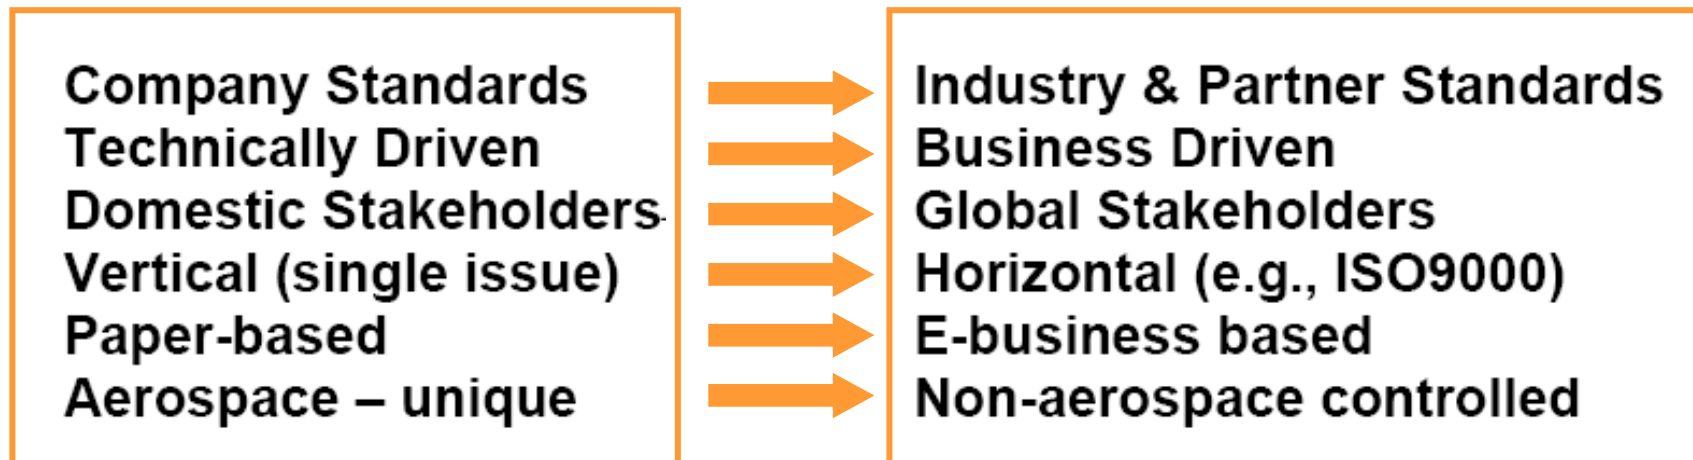 Company Standards
Technically Driven
Domestic Stakeholders
Vertical (single issue)
Paper-based
Aerospace – unique
Industry & Partner Standards
Business Driven
Global Stakeholders
Horizontal (e.g., ISO9000)
E-business based
Non-aerospace controlled